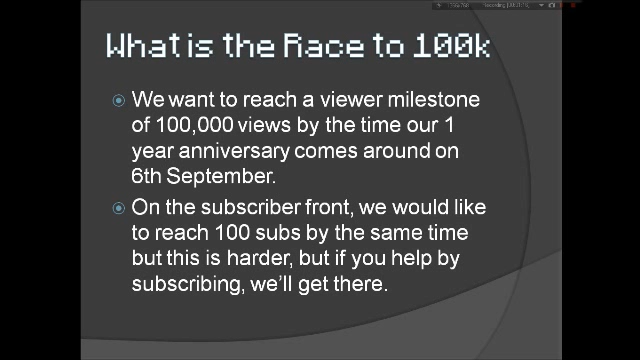 What is the Race to 100k
We want to reach a viewer milestone
of 100,000 views by the time our 1
year anniversary comes around on
6th September.
On the subscriber front, we would like
to reach 100 subs by the same time
but this is harder, but if you help by
subscribing, we'll get there.